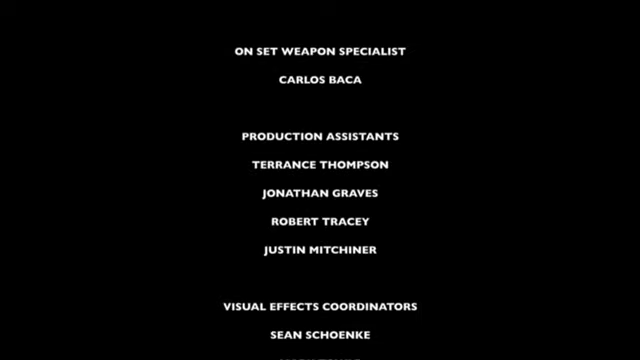 ON SET WEAPON SPECIALIST
CARLOS BACA
PRODUCTION ASSISTANTS
TERRANCE THOMPSON
JONATHAN GRAVES
ROBERT TRACEY
JUSTIN MITCHINER
VISUAL EFFECTS COORDINATORS
SEAN SCHOENKE